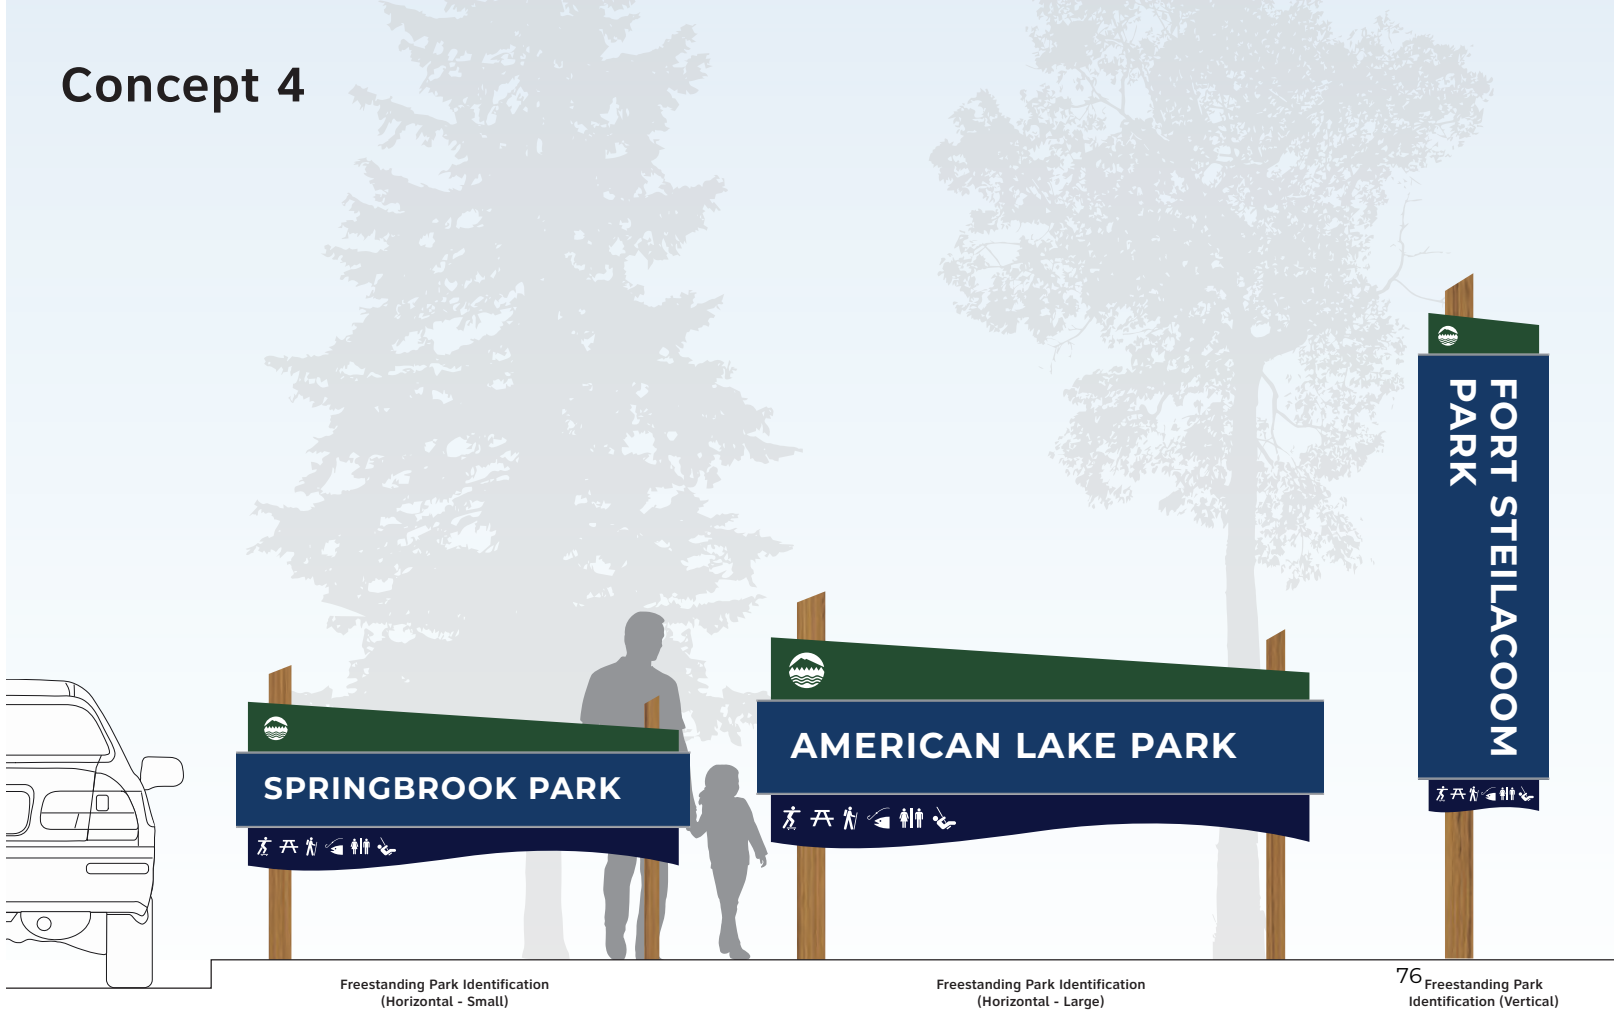 Concept 4
FORT STEILACOOM
PARK
AMERICAN LAKE PARK
SPRINGBROOK PARK
Freestanding Park Identification
(Horizontal - Small)
Freestanding Park Identification
(Horizontal - Large)
76
Freestanding Park
Identification (Vertical)